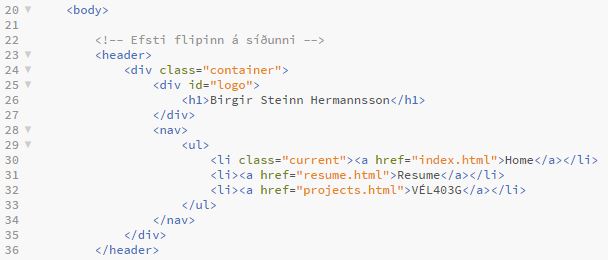 20 <body>
21
22 <!-- Efsti flipinn á síðunni -->
23 <header>
24 <div class="container">
25 <div id="logo">
26 <h1>Birgir Steinn Hermannsson</h1>
27 </div>
28 <nav>
29 <ul>
30 <li class="current"><a href="index.html">Home</a></li>
31 <li><a href="resume.html">Resume</a></li>
32 <li><a href="projects.html">VÉL403G</a></li>
33 </ul>
34 </nav>
35 </div>
36 </header>